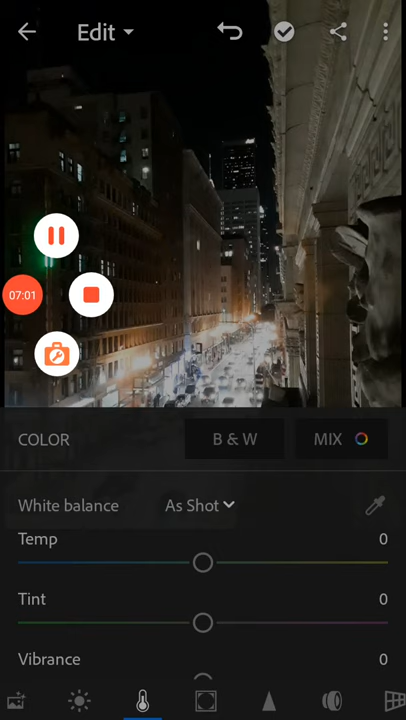 Edit
07:01
COLOR
B & W
MIX
White balance
As Shot
Temp
0
Tint
0
Vibrance
0